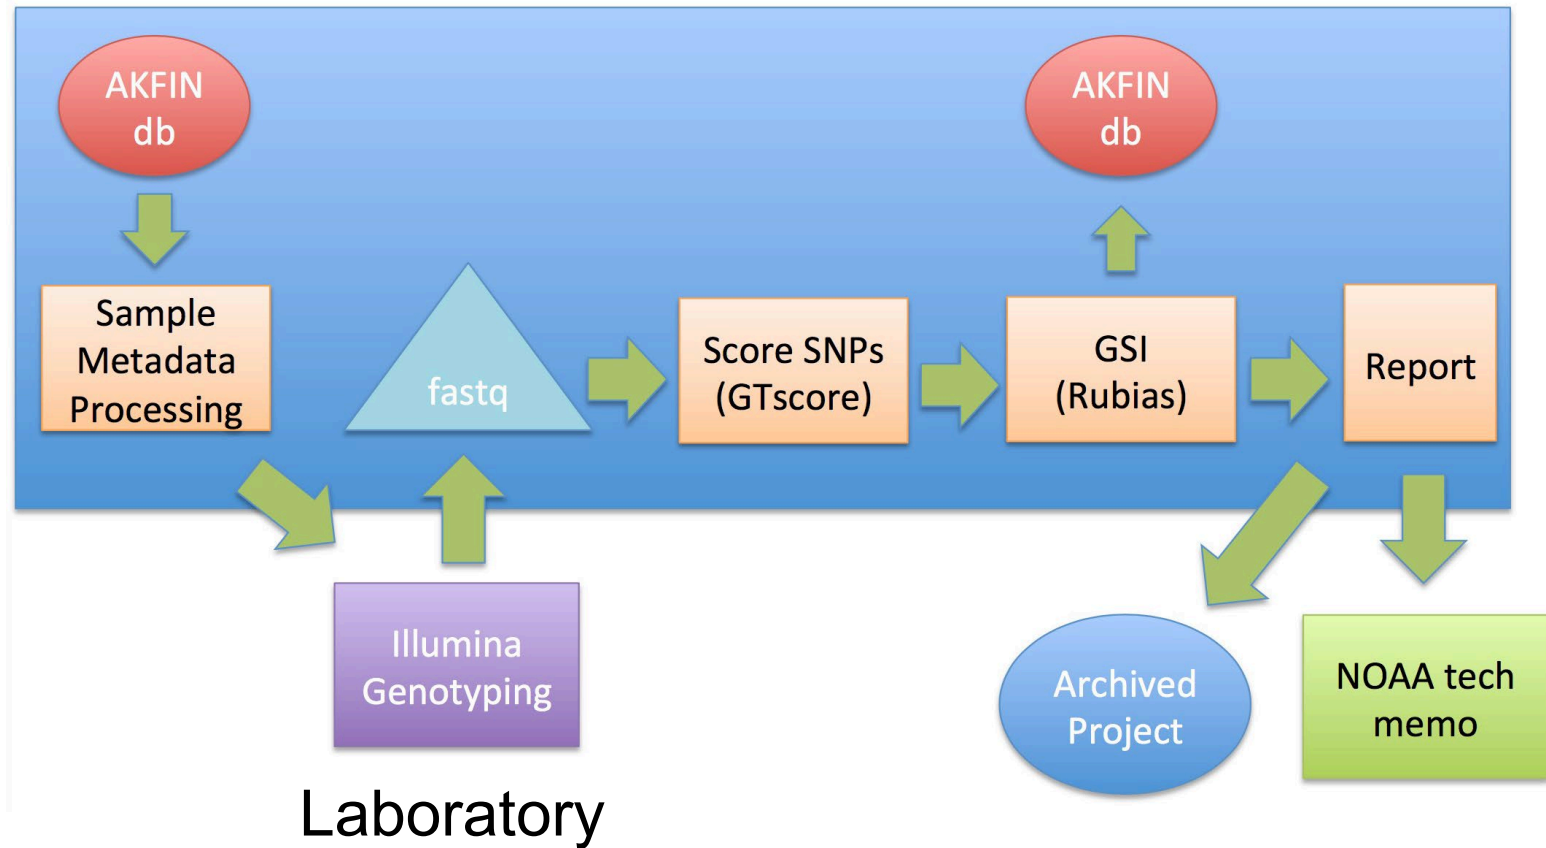 AKFIN
db
AKFIN
db
Sample
Metadata
Processing
fastq
Score SNPs
(GTscore)
GSI
(Rubias)
Report
Illumina
Genotyping
Archived
Project
NOAA tech
memo
Laboratory